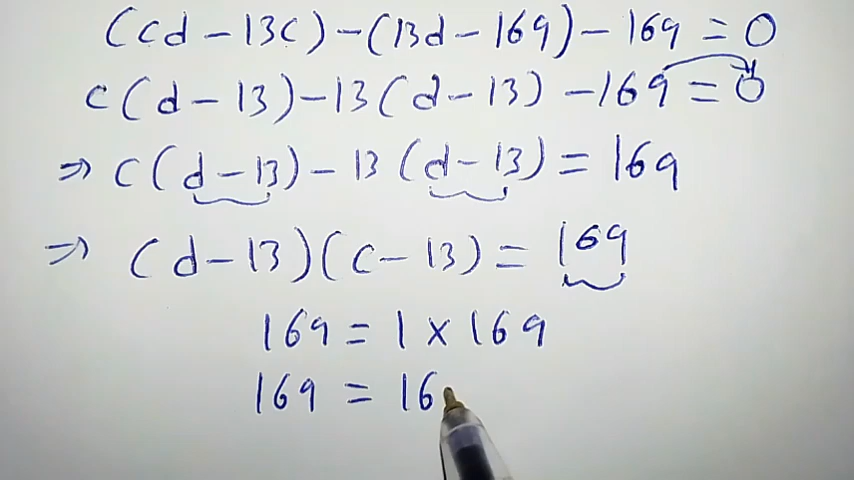 (cd - 13c) - (13d - 169) - 169 = 0
c(d - 13) - 13(d - 13) - 169 = 0
⇒ c(d - 13) - 13(d - 13) = 169
⇒ (d - 13)(c - 13) = 169
169 = 1 × 169
169 = 16